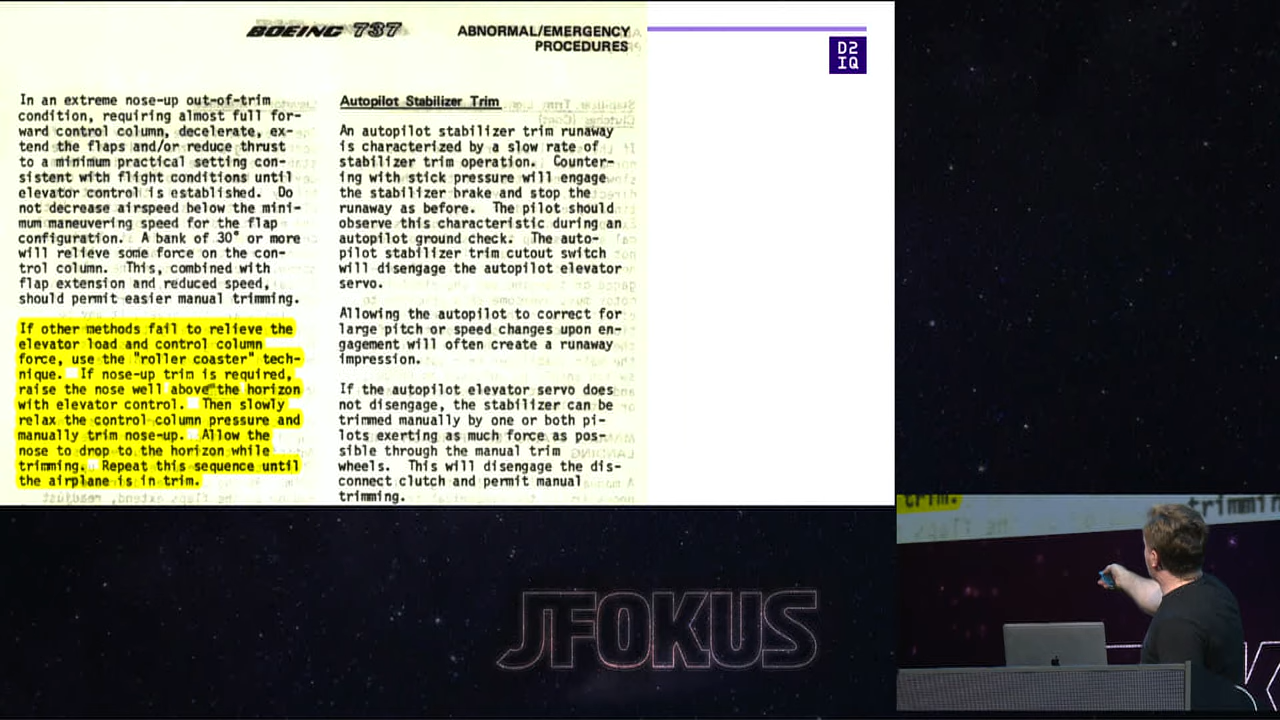 BOEING 737
ABNORMAL/EMERGENCY
PROCEDURES
D2
IQ
In an extreme nose-up out-of-trim
condition, requiring almost full for-
ward control column, decelerate, ex-
tend the flaps and/or reduce thrust
to a minimum practical setting con-
sistent with flight conditions until
elevator control is established. Do
not decrease airspeed below the mini-
mum maneuvering speed for the flap
configuration. A bank of 30° or more
will relieve some force on the con-
trol column. This, combined with
flap extension and reduced speed,
should permit easier manual trimming.
If other methods fail to relieve the
elevator load and control column
force, use the "roller coaster" tech-
nique. If nose-up trim is required,
raise the nose well above the horizon
with elevator control. Then slowly
relax the control column pressure and
manually trim nose-up. Allow the
nose to drop to the horizon while
trimming. Repeat this sequence until
the airplane is in trim.
Autopilot Stabilizer Trim
An autopilot stabilizer trim runaway
is characterized by a slow rate of
stabilizer trim operation. Counter-
ing with stick pressure will engage
the stabilizer brake and stop the
runaway as before. The pilot should
observe this characteristic during an
autopilot ground check. The auto-
pilot stabilizer trim cutout switch
will disengage the autopilot elevator
servo.
Allowing the autopilot to correct for
large pitch or speed changes upon en-
gagement will often create a runaway
impression.
If the autopilot elevator servo does
not disengage, the stabilizer can be
trimmed manually by one or both pi-
lots exerting as much force as pos-
sible through the manual trim
wheels. This will disengage the dis-
connect clutch and permit manual
trimming.
JFOKUS
trim.